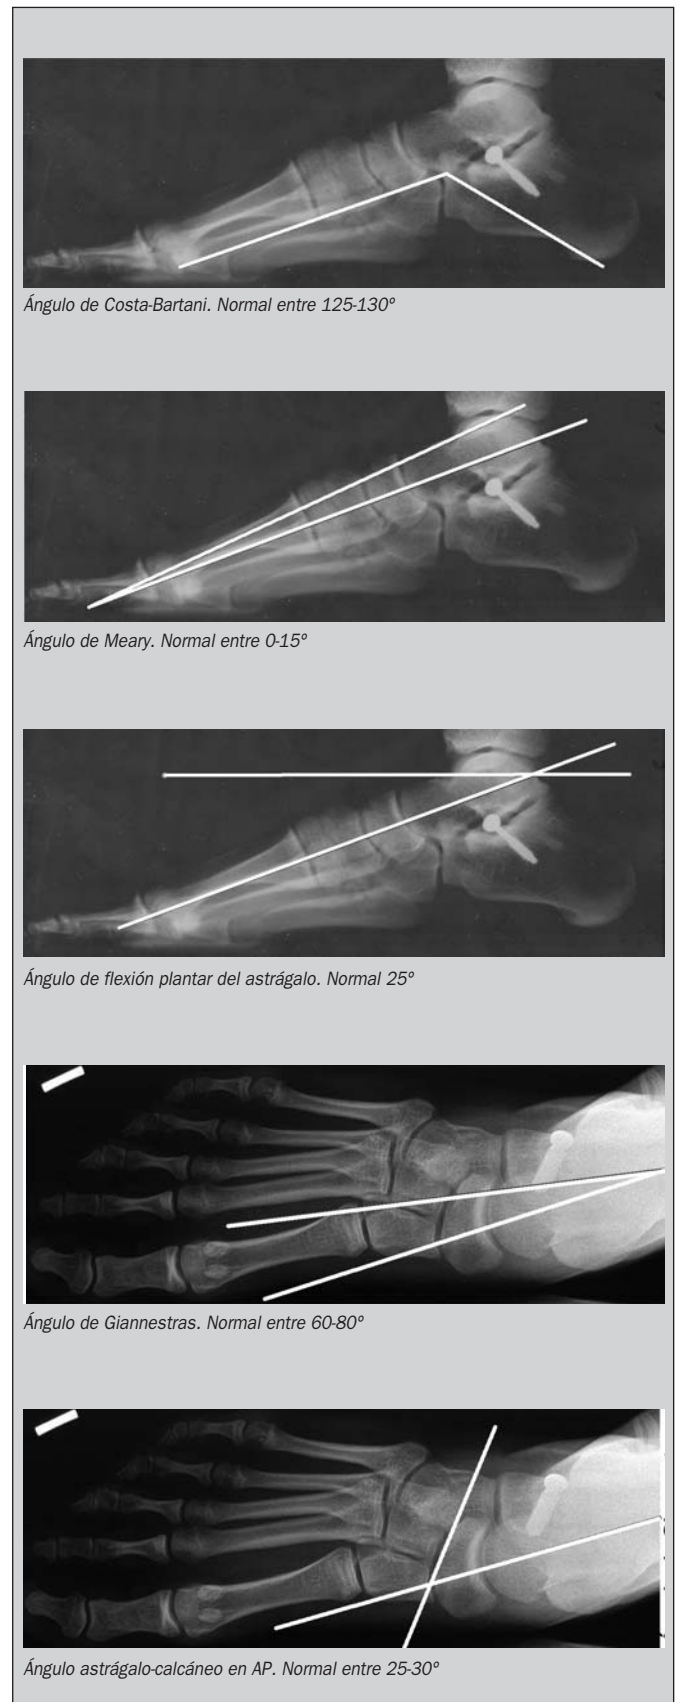 Ángulo de Costa-Bartani. Normal entre 125-130º
Ángulo de Meary. Normal entre 0-15º
Ángulo de flexión plantar del astrágalo. Normal 25º
Ángulo de Giannestras. Normal entre 60-80º
Ángulo astrágalo-calcáneo en AP. Normal entre 25-30º